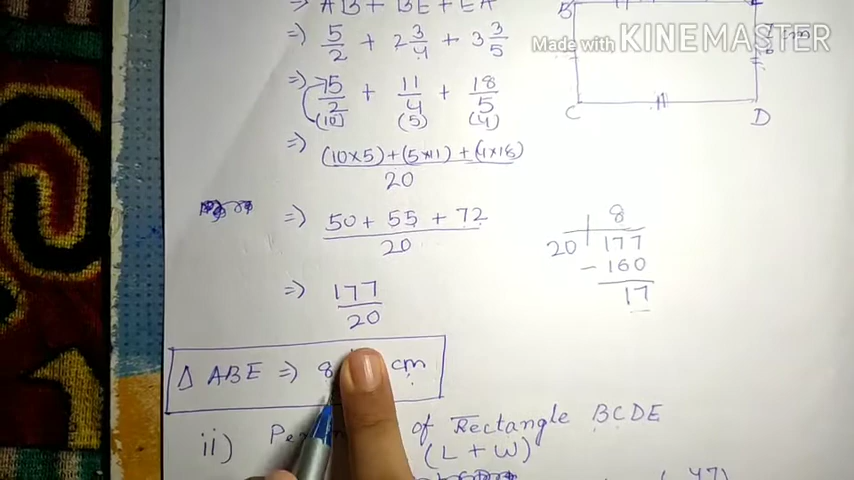 =) AB + BE + EA
=) 5/2 + 2 3/4 + 3 3/5
=) 5/2 + 11/4 + 18/5
(10) (5) (4)
=) (10×5)+(5×11)+(4×18)/20
=) 50 + 55 + 72/20
=) 177/20
8
20 177
- 160
17
Δ ABE =) 8 cm
ii) of Rectangle BCDE
(L + W)
B
C
D
cm
Made with KINEMASTER